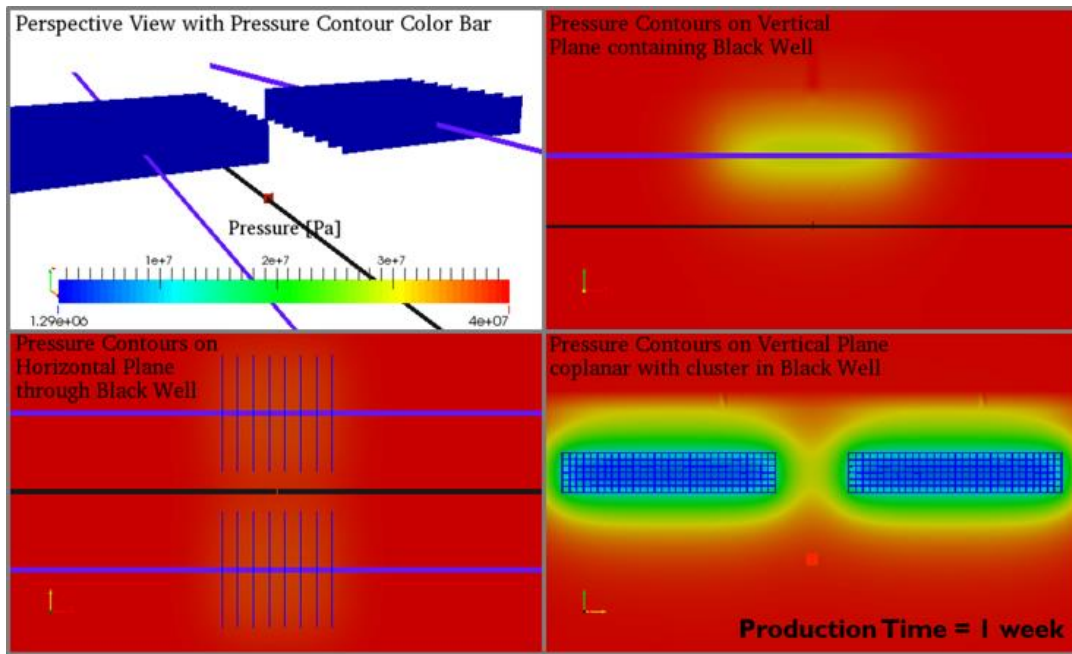 Perspective View with Pressure Contour Color Bar
Pressure [Pa]
1e+7 2e+7 3e+7
1.29e+06 4e+07
Pressure Contours on Vertical
Plane containing Black Well
Pressure Contours on
Horizontal Plane
through Black Well
Pressure Contours on Vertical Plane
coplanar with cluster in Black Well
Production Time = 1 week